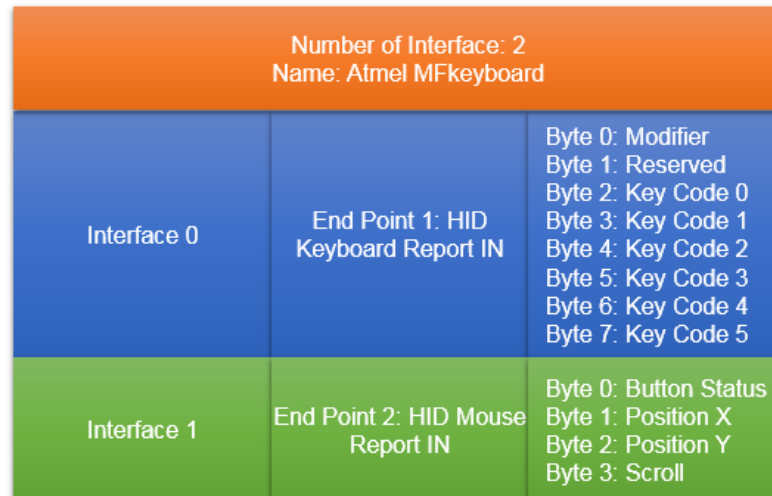 Number of Interface: 2
Name: Atmel MFkeyboard
Interface 0
End Point 1: HID
Keyboard Report IN
Byte 0: Modifier
Byte 1: Reserved
Byte 2: Key Code 0
Byte 3: Key Code 1
Byte 4: Key Code 2
Byte 5: Key Code 3
Byte 6: Key Code 4
Byte 7: Key Code 5
Interface 1
End Point 2: HID Mouse
Report IN
Byte 0: Button Status
Byte 1: Position X
Byte 2: Position Y
Byte 3: Scroll